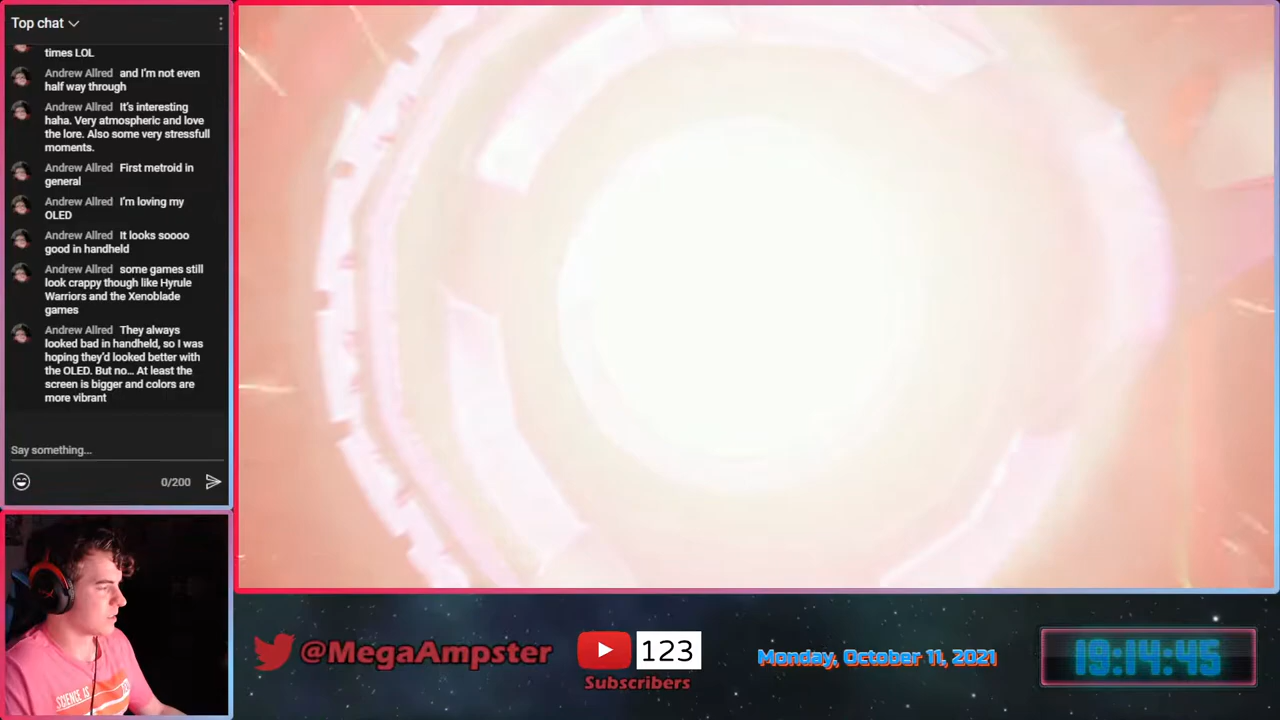 Top chat
times LOL
Andrew Allred and I'm not even
half way through
Andrew Allred It's interesting
haha. Very atmospheric and love
the lore. Also some very stressful
moments.
Andrew Allred First metroid in
general
Andrew Allred I'm loving my
OLED
Andrew Allred It looks soooo
good in handheld
Andrew Allred some games still
look crappy though like Hyrule
Warriors and the Xenoblade
games
Andrew Allred They always
looked bad in handheld, so I was
hoping they'd looked better with
the OLED. But no... At least the
screen is bigger and colors are
more vibrant
Say something...
0/200
SCIENCE IS
@MegaAmpster
123
Subscribers
Monday, October 11, 2021
19:14:45